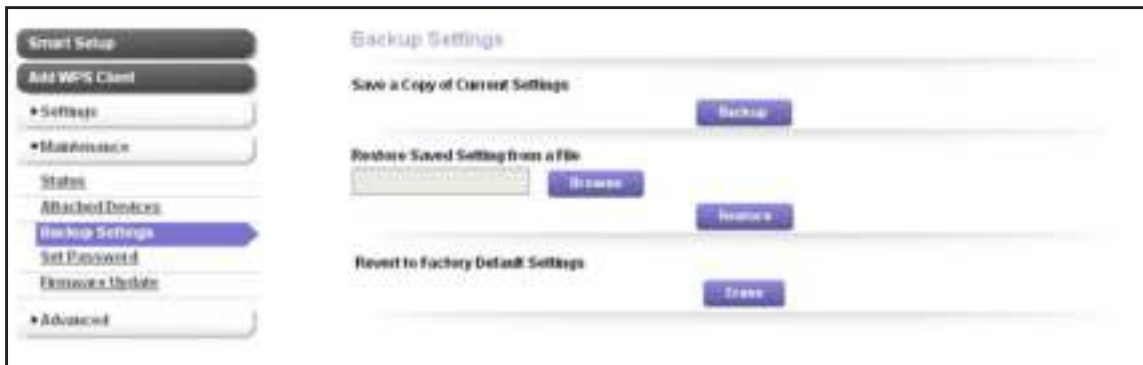 Smart Setup
Add WPS Client
Settings
Maintenance
Status
Attached Devices
Backup Settings
Set Password
Firmware Update
Advanced
Backup Settings
Save a Copy of Current Settings
Backup
Restore Saved Setting from a File
Browse
Restore
Revert to Factory Default Settings
Erase